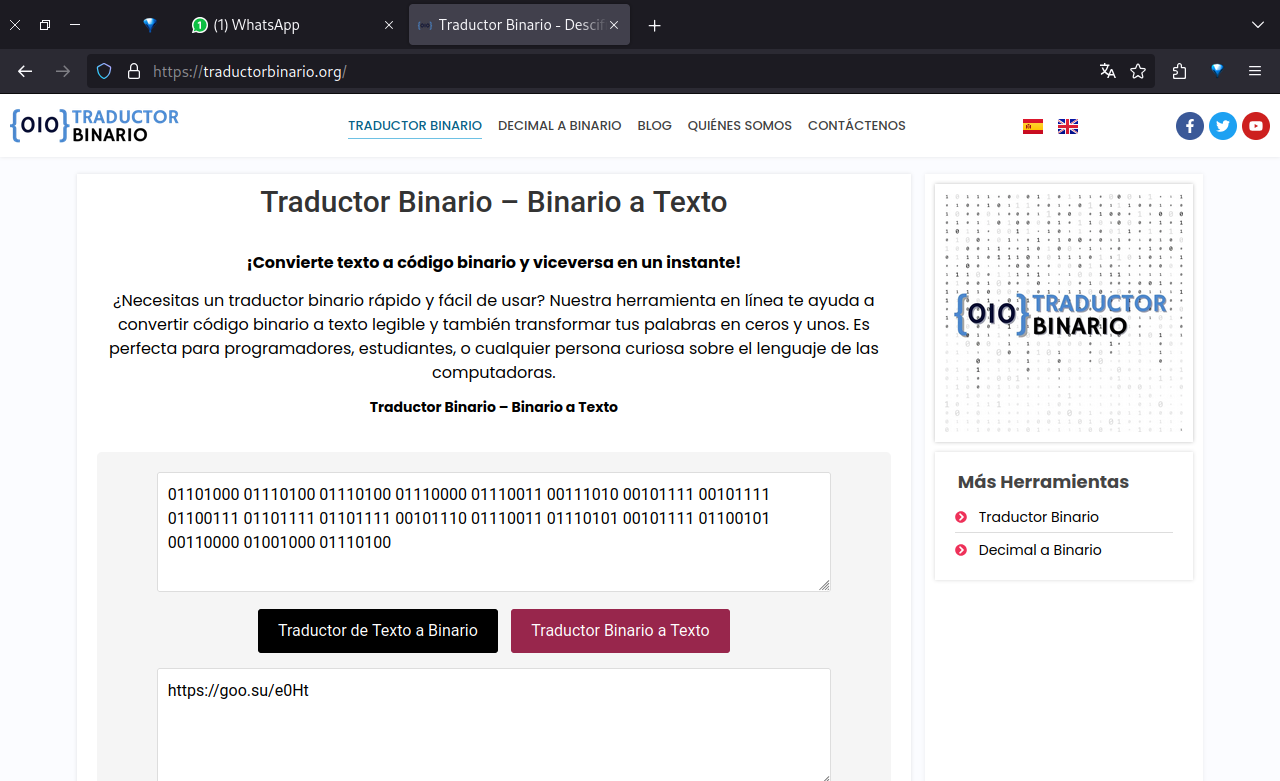 (1) WhatsApp
Traductor Binario - Descif
https://traductorbinario.org/
{010} TRADUCTOR
BINARIO
TRADUCTOR BINARIO
DECIMAL A BINARIO
BLOG
QUIÉNES SOMOS
CONTÁCTENOS
Traductor Binario – Binario a Texto
¡Convierte texto a código binario y viceversa en un instante!
¿Necesitas un traductor binario rápido y fácil de usar? Nuestra herramienta en línea te ayuda a
convertir código binario a texto legible y también transformar tus palabras en ceros y unos. Es
perfecta para programadores, estudiantes, o cualquier persona curiosa sobre el lenguaje de las
computadoras.
Traductor Binario – Binario a Texto
01101000 01110100 01110100 01110000 01110011 00111010 00101111 00101111
01100111 01101111 01101111 00101110 01110011 01110101 00101111 01100101
00110000 01001000 01110100
Traductor de Texto a Binario
Traductor Binario a Texto
https://goo.su/e0Ht
{010} TRADUCTOR
BINARIO
Más Herramientas
Traductor Binario
Decimal a Binario